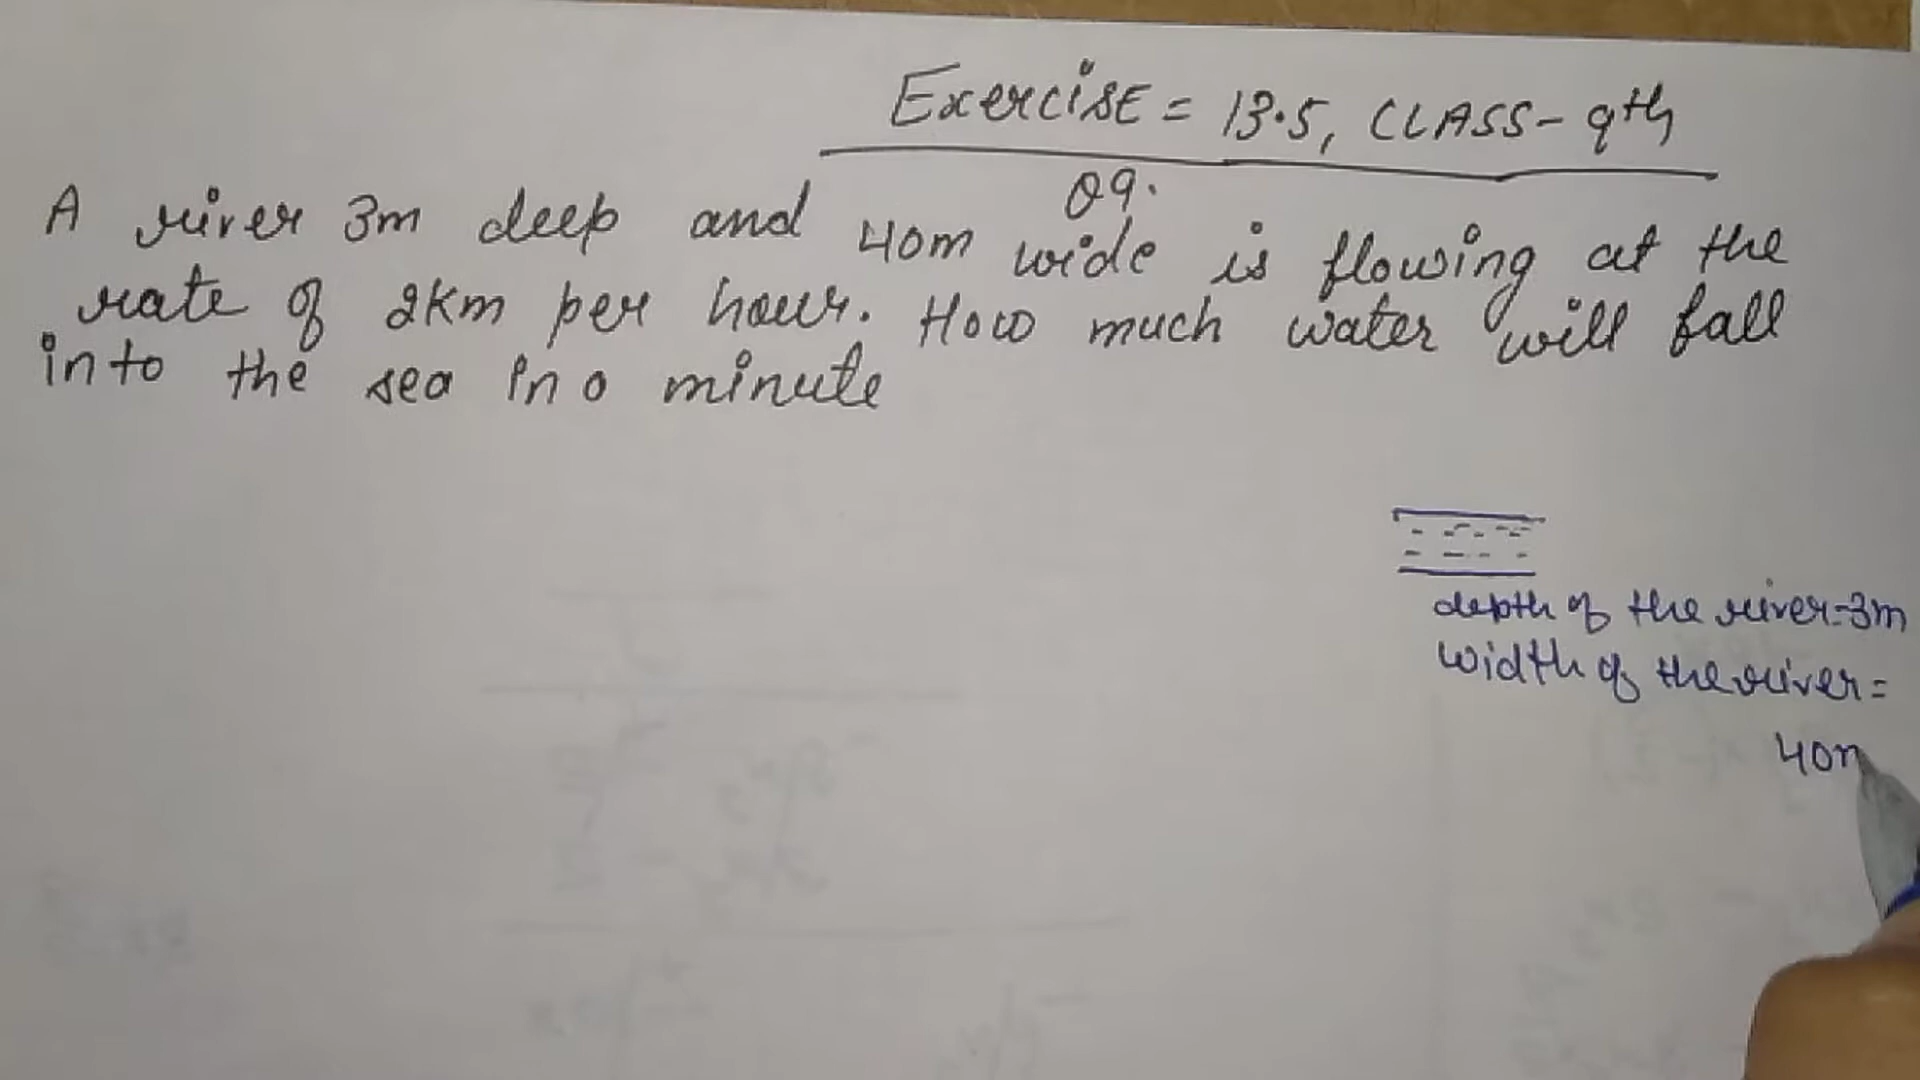 Exercise = 13.5, CLASS- 9th
Q9.
A river 3m deep and 40m wide is flowing at the
rate of 2km per hour. How much water will fall
into the sea in a minute
depth of the river=3m
width of the river=
40m